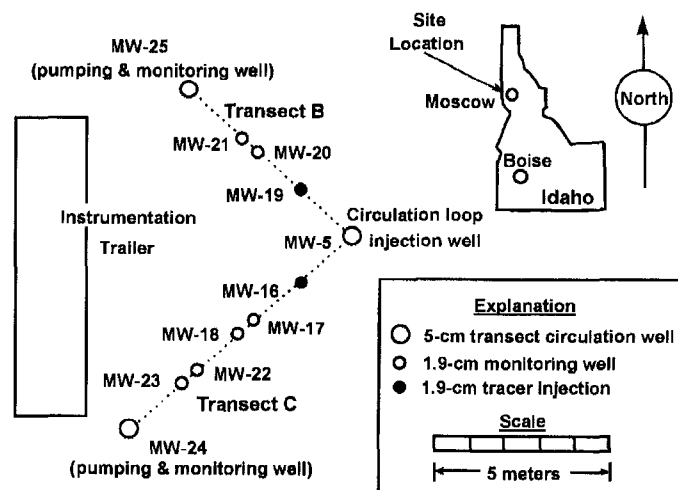 MW-25
(pumping & monitoring well)
Transect B
MW-21
MW-20
MW-19
Instrumentation
Trailer
MW-5
Circulation loop
injection well
MW-16
MW-17
MW-18
MW-22
MW-23
Transect C
MW-24
(pumping & monitoring well)
Site
Location
Moscow
Boise
Idaho
North
Explanation
5-cm transect circulation well
1.9-cm monitoring well
1.9-cm tracer injection
Scale
5 meters